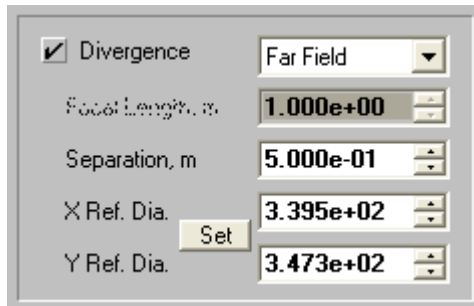 Divergence Far Field
Focal Length, m 1.000e+00
Separation, m 5.000e-01
X Ref. Dia. 3.395e+02
Set
Y Ref. Dia. 3.473e+02